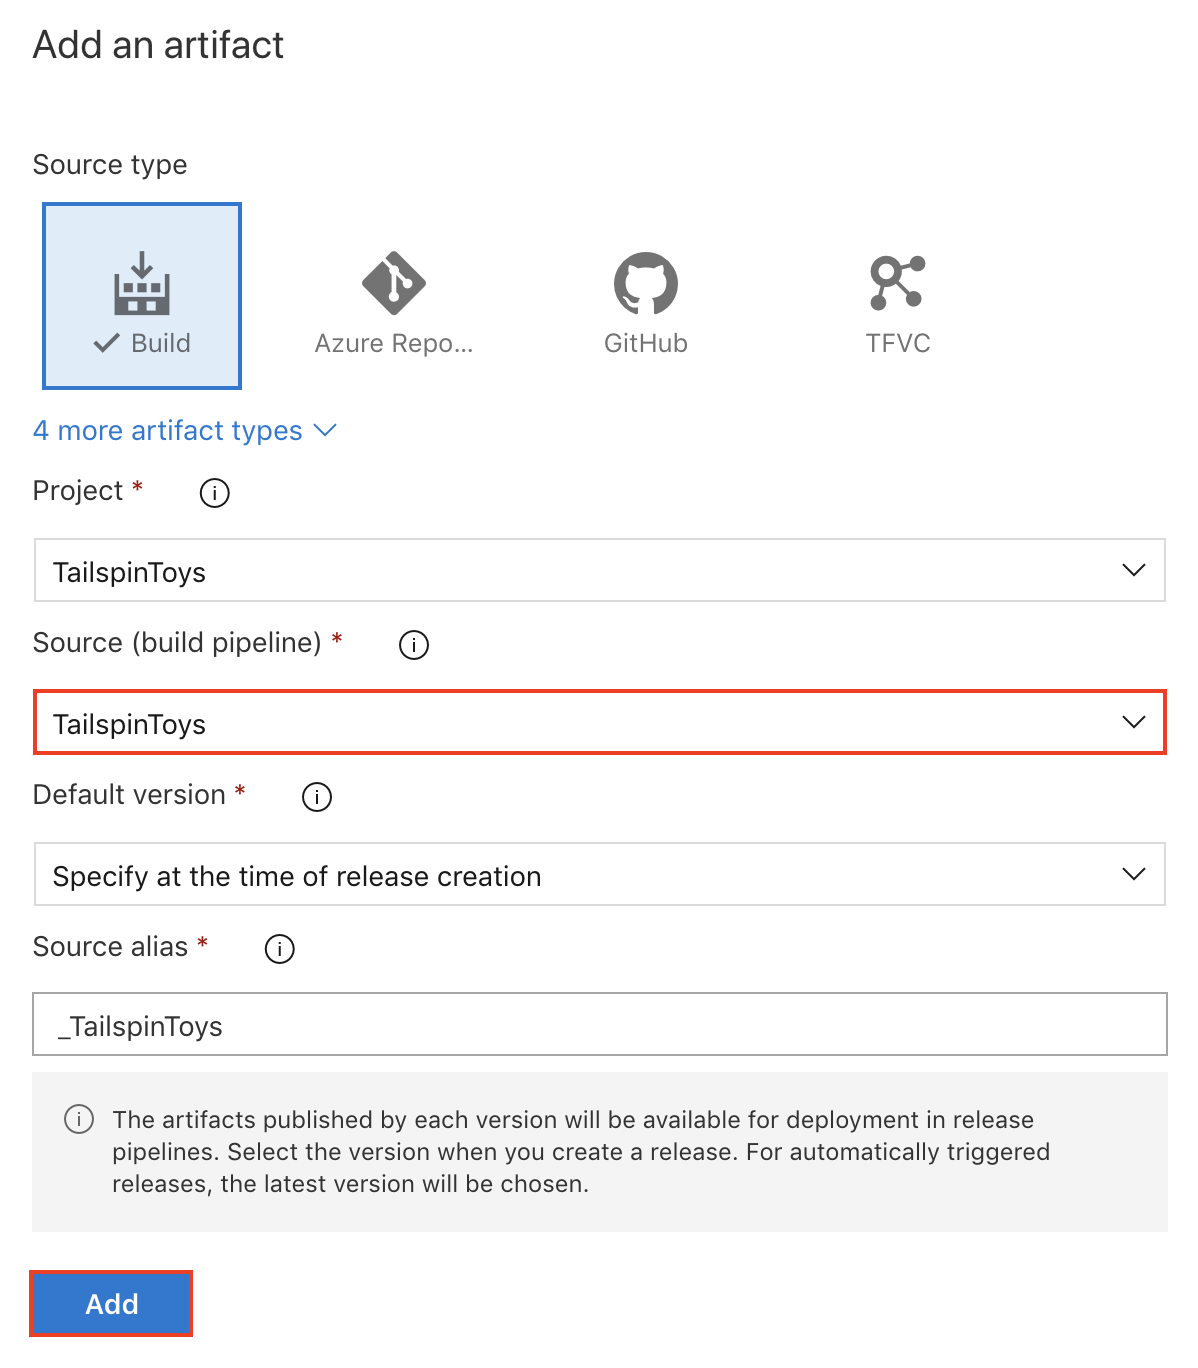 Add an artifact
Source type
Build
Azure Repo...
GitHub
TFVC
4 more artifact types
Project *
TailspinToys
Source (build pipeline) *
TailspinToys
Default version *
Specify at the time of release creation
Source alias *
_TailspinToys
The artifacts published by each version will be available for deployment in release
pipelines. Select the version when you create a release. For automatically triggered
releases, the latest version will be chosen.
Add